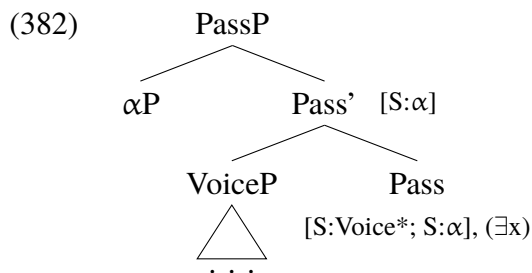 (382) PassP
αP Pass' [S:α]
VoiceP Pass
[S:Voice*; S:α], (∃x)
. . .